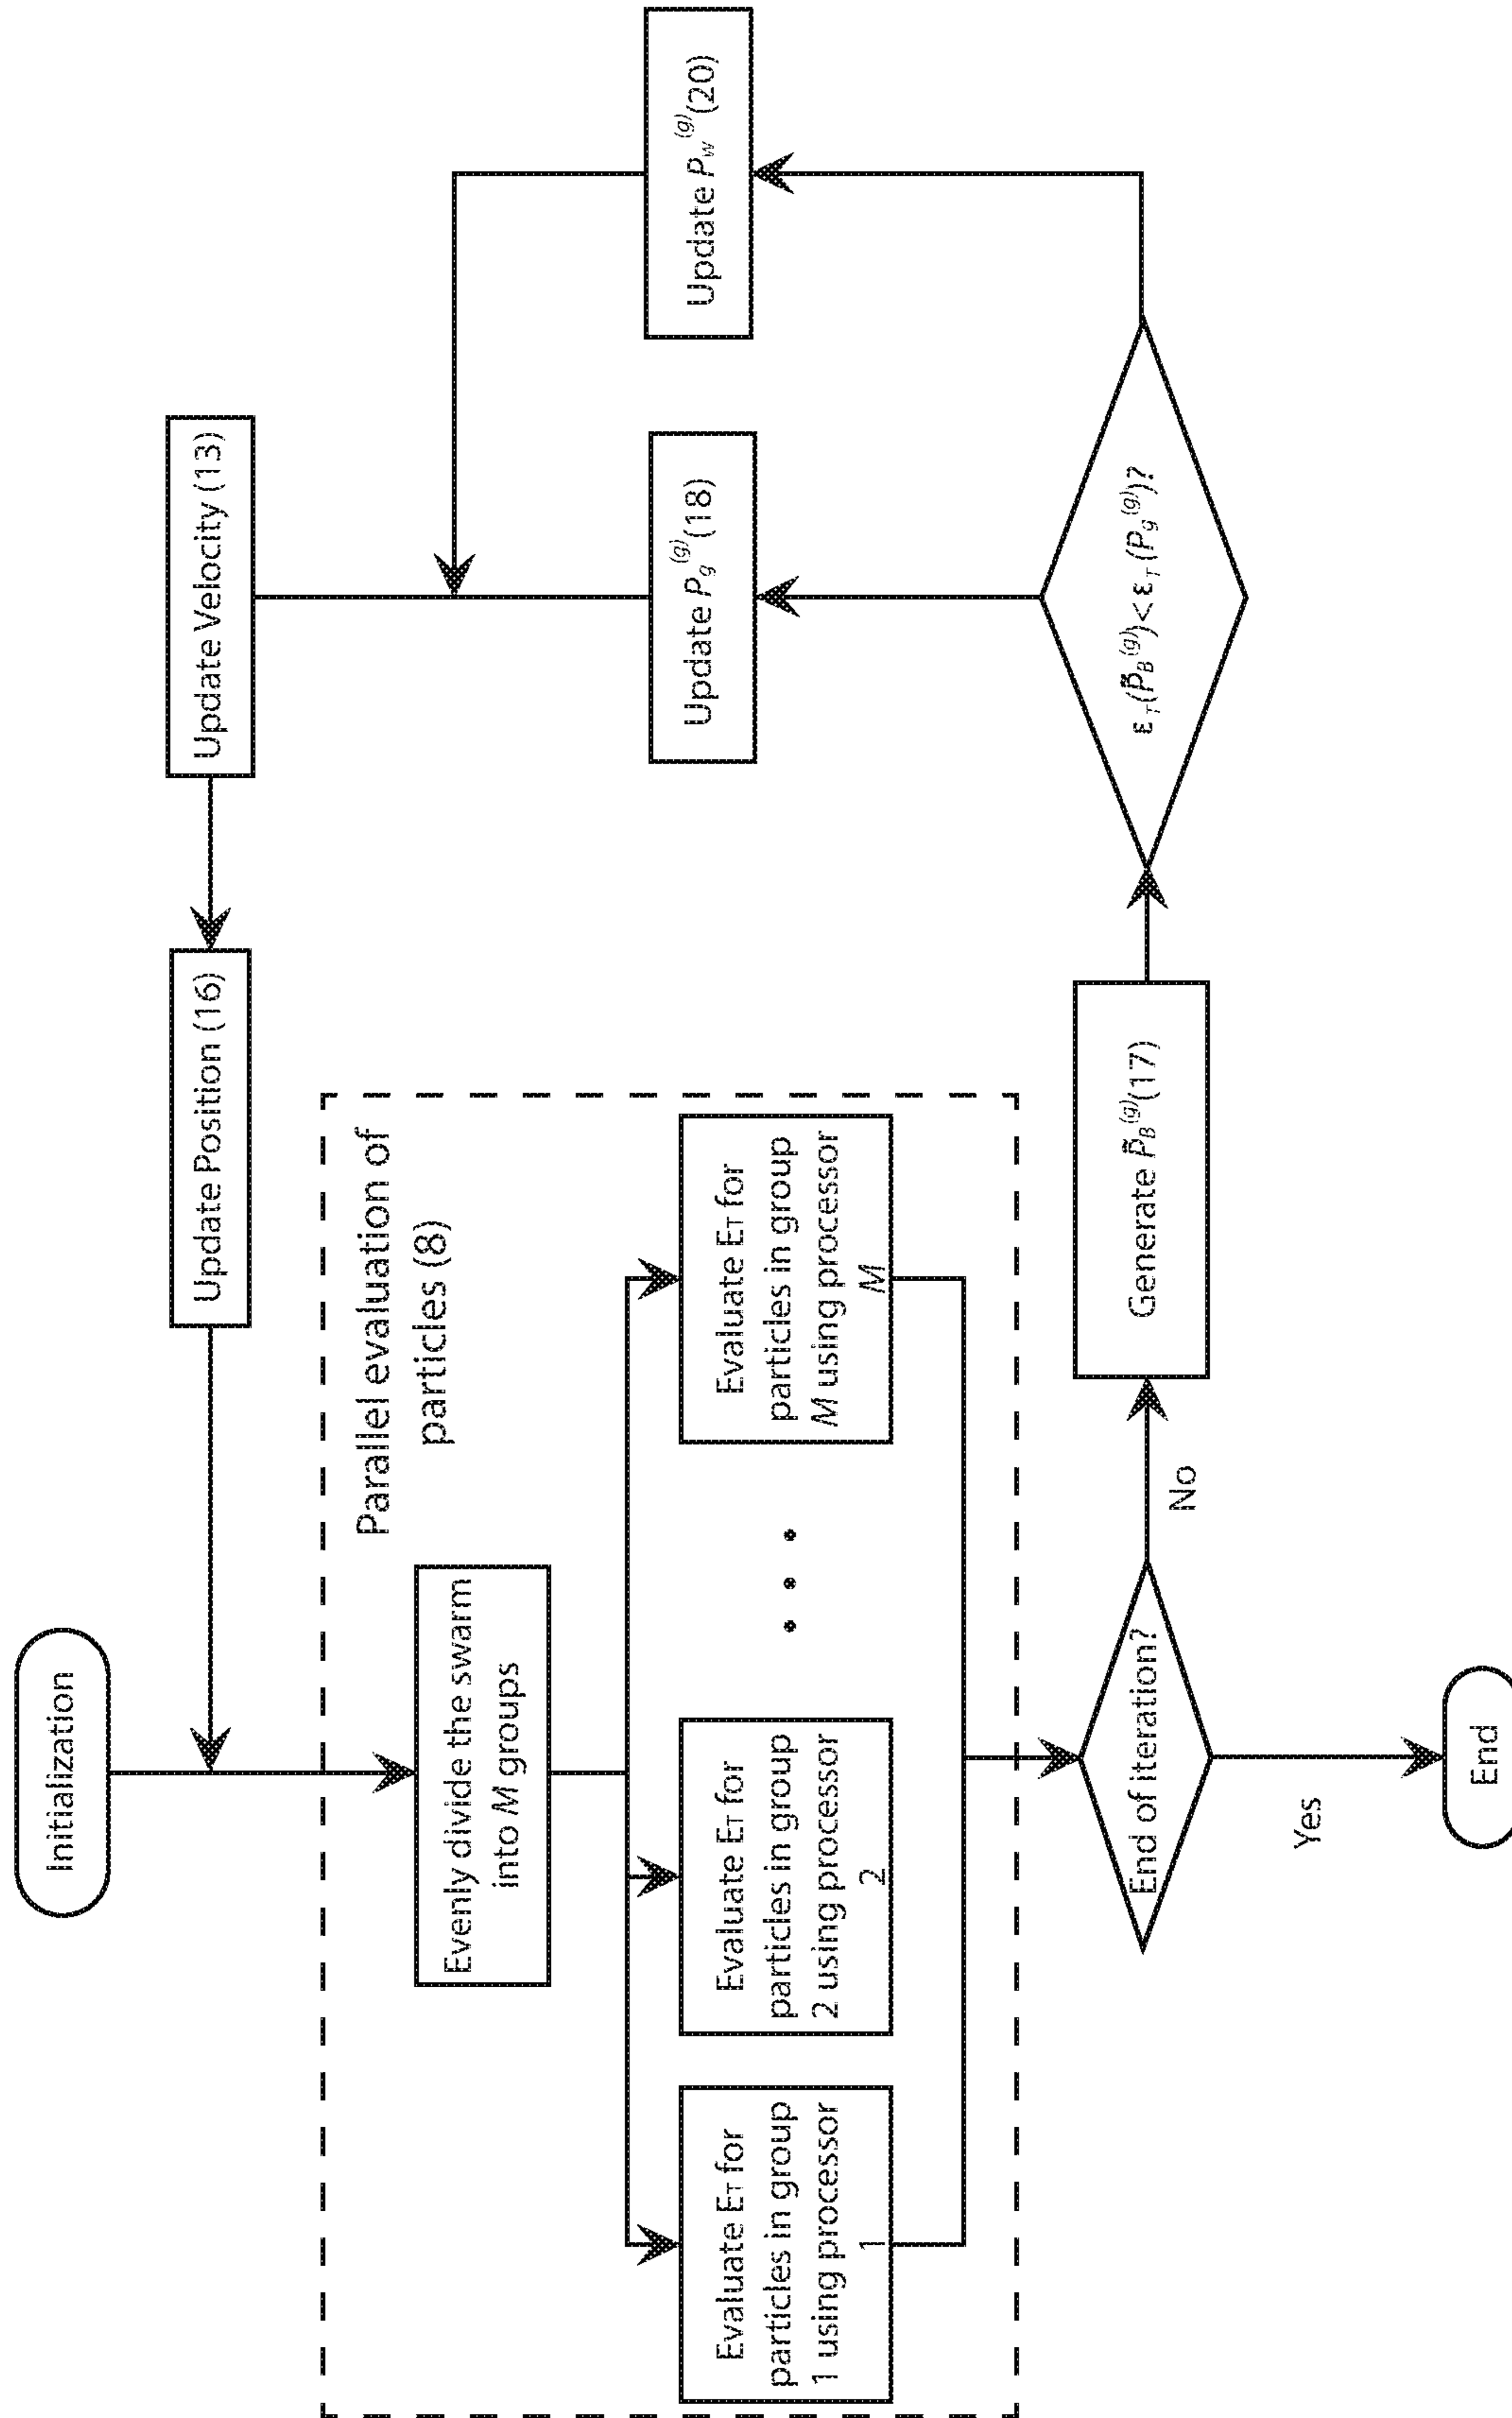 Initialization
Update Position (16)
Update Velocity (13)
Parallel evaluation of
particles (8)
Evenly divide the swarm
into M groups
Evaluate Eᴛ for
particles in group
1 using processor
1
Evaluate Eᴛ for
particles in group
2 using processor
2
• • •
Evaluate Eᴛ for
particles in group
M using processor
M
Update P_g^(g) (18)
Update P_w^(g) (20)
End of iteration?
No
Generate P̃_B^(g) (17)
ε_T(P̃_B^(g)) < ε_T(P_g^(g))?
Yes
End